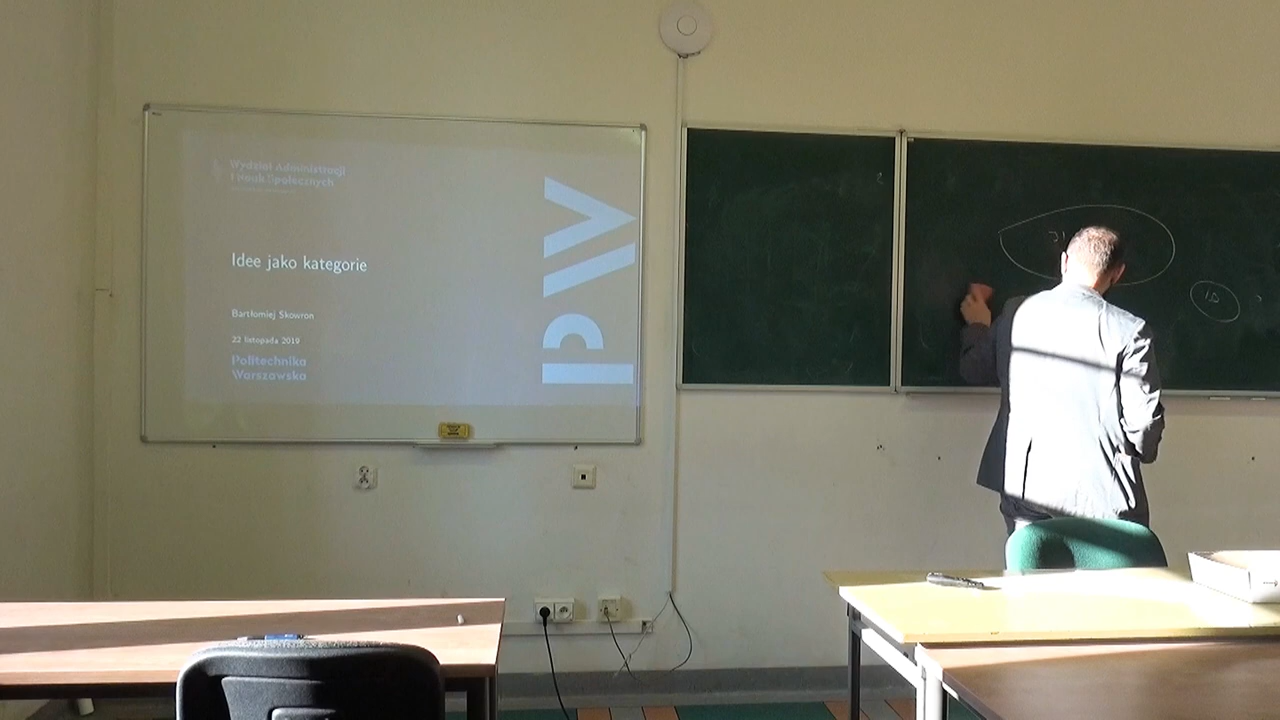 Wydział Administracji
i Nauk Społecznych
Idee jako kategorie
Bartłomiej Skowron
22 listopada 2019
Politechnika
Warszawska
PW